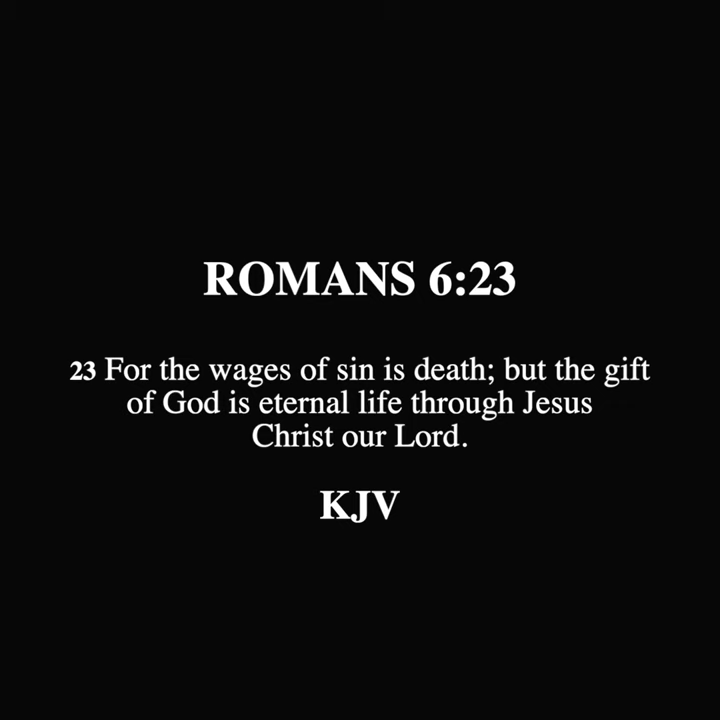 ROMANS 6:23
23 For the wages of sin is death; but the gift
of God is eternal life through Jesus
Christ our Lord.
KJV